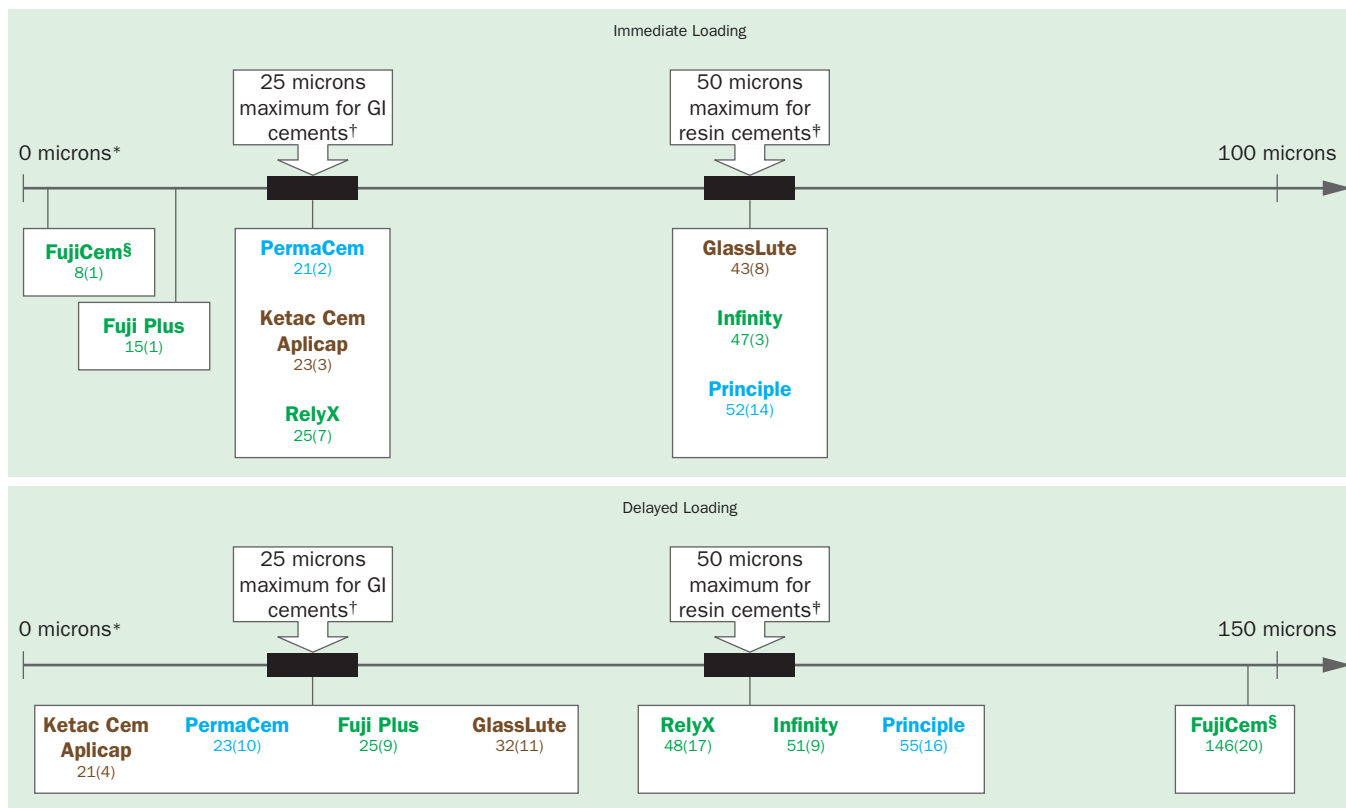 Immediate Loading
25 microns
maximum for GI
cements†
50 microns
maximum for
resin cements‡
0 microns*
100 microns
FujiCem§
8(1)
Fuji Plus
15(1)
PermaCem
21(2)
Ketac Cem
Aplicap
23(3)
RelyX
25(7)
GlassLute
43(8)
Infinity
47(3)
Principle
52(14)
Delayed Loading
25 microns
maximum for GI
cements†
50 microns
maximum for
resin cements‡
0 microns*
150 microns
Ketac Cem
Aplicap
21(4)
PermaCem
23(10)
Fuji Plus
25(9)
GlassLute
32(11)
RelyX
48(17)
Infinity
51(9)
Principle
55(16)
FujiCem§
146(20)